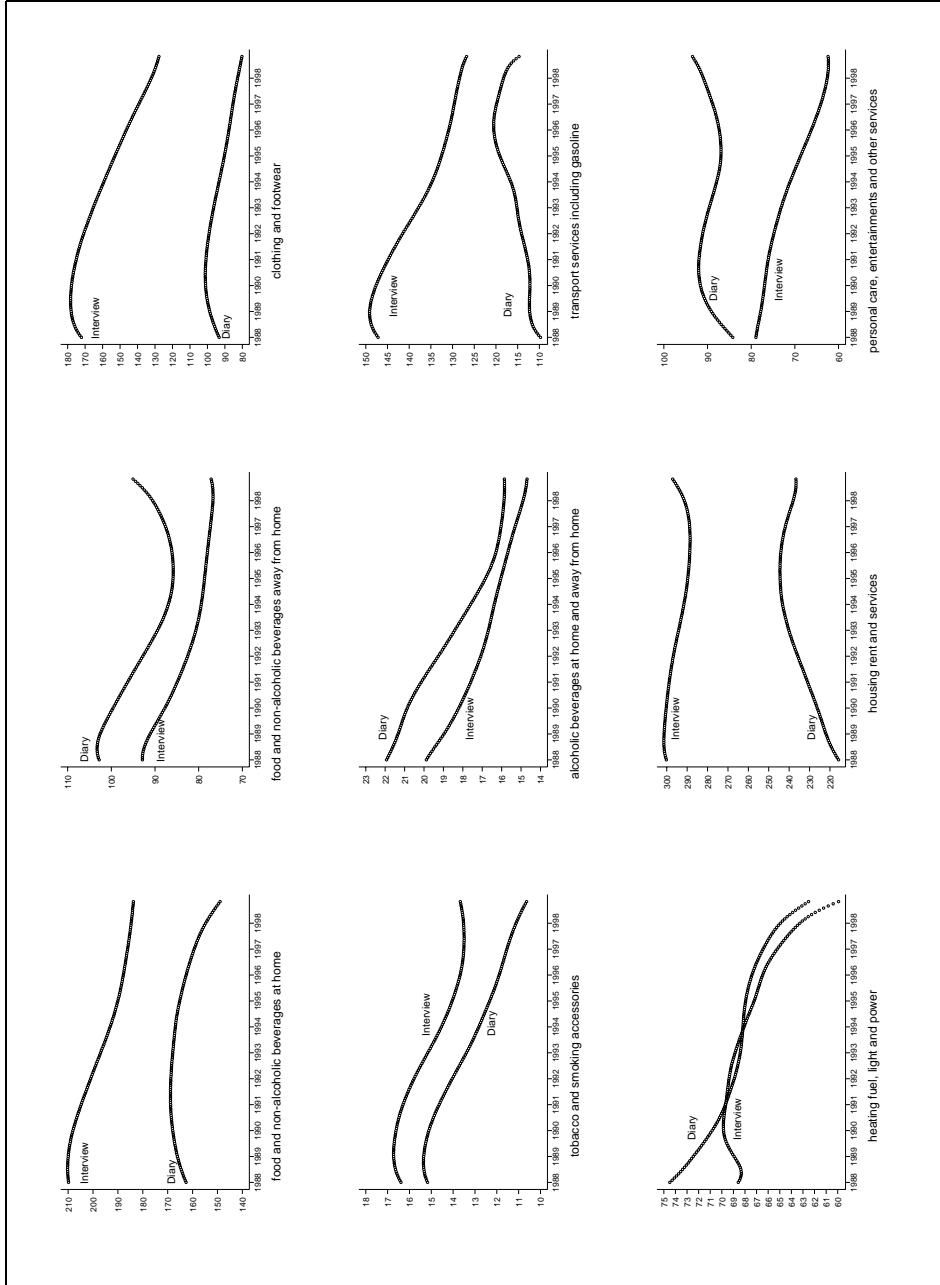 210
200
190
180
170
160
150
140
Interview
Diary
1988 1989 1990 1991 1992 1993 1994 1995 1996 1997 1998
food and non-alcoholic beverages at home
110
100
90
80
70
Diary
Interview
1988 1989 1990 1991 1992 1993 1994 1995 1996 1997 1998
food and non-alcoholic beverages away from home
180
170
160
150
140
130
120
110
100
90
80
Interview
Diary
1988 1989 1990 1991 1992 1993 1994 1995 1996 1997 1998
clothing and footwear
18
17
16
15
14
13
12
11
10
Interview
Diary
1988 1989 1990 1991 1992 1993 1994 1995 1996 1997 1998
tobacco and smoking accessories
23
22
21
20
19
18
17
16
15
14
Diary
Interview
1988 1989 1990 1991 1992 1993 1994 1995 1996 1997 1998
alcoholic beverages at home and away from home
150
145
140
135
130
125
120
115
110
Interview
Diary
1988 1989 1990 1991 1992 1993 1994 1995 1996 1997 1998
transport services including gasoline
75
74
73
72
71
70
69
68
67
66
65
64
63
62
61
60
Diary
Interview
1988 1989 1990 1991 1992 1993 1994 1995 1996 1997 1998
heating fuel, light and power
300
290
280
270
260
250
240
230
220
Interview
Diary
1988 1989 1990 1991 1992 1993 1994 1995 1996 1997 1998
housing rent and services
100
90
80
70
60
Diary
Interview
1988 1989 1990 1991 1992 1993 1994 1995 1996 1997 1998
personal care, entertainments and other services